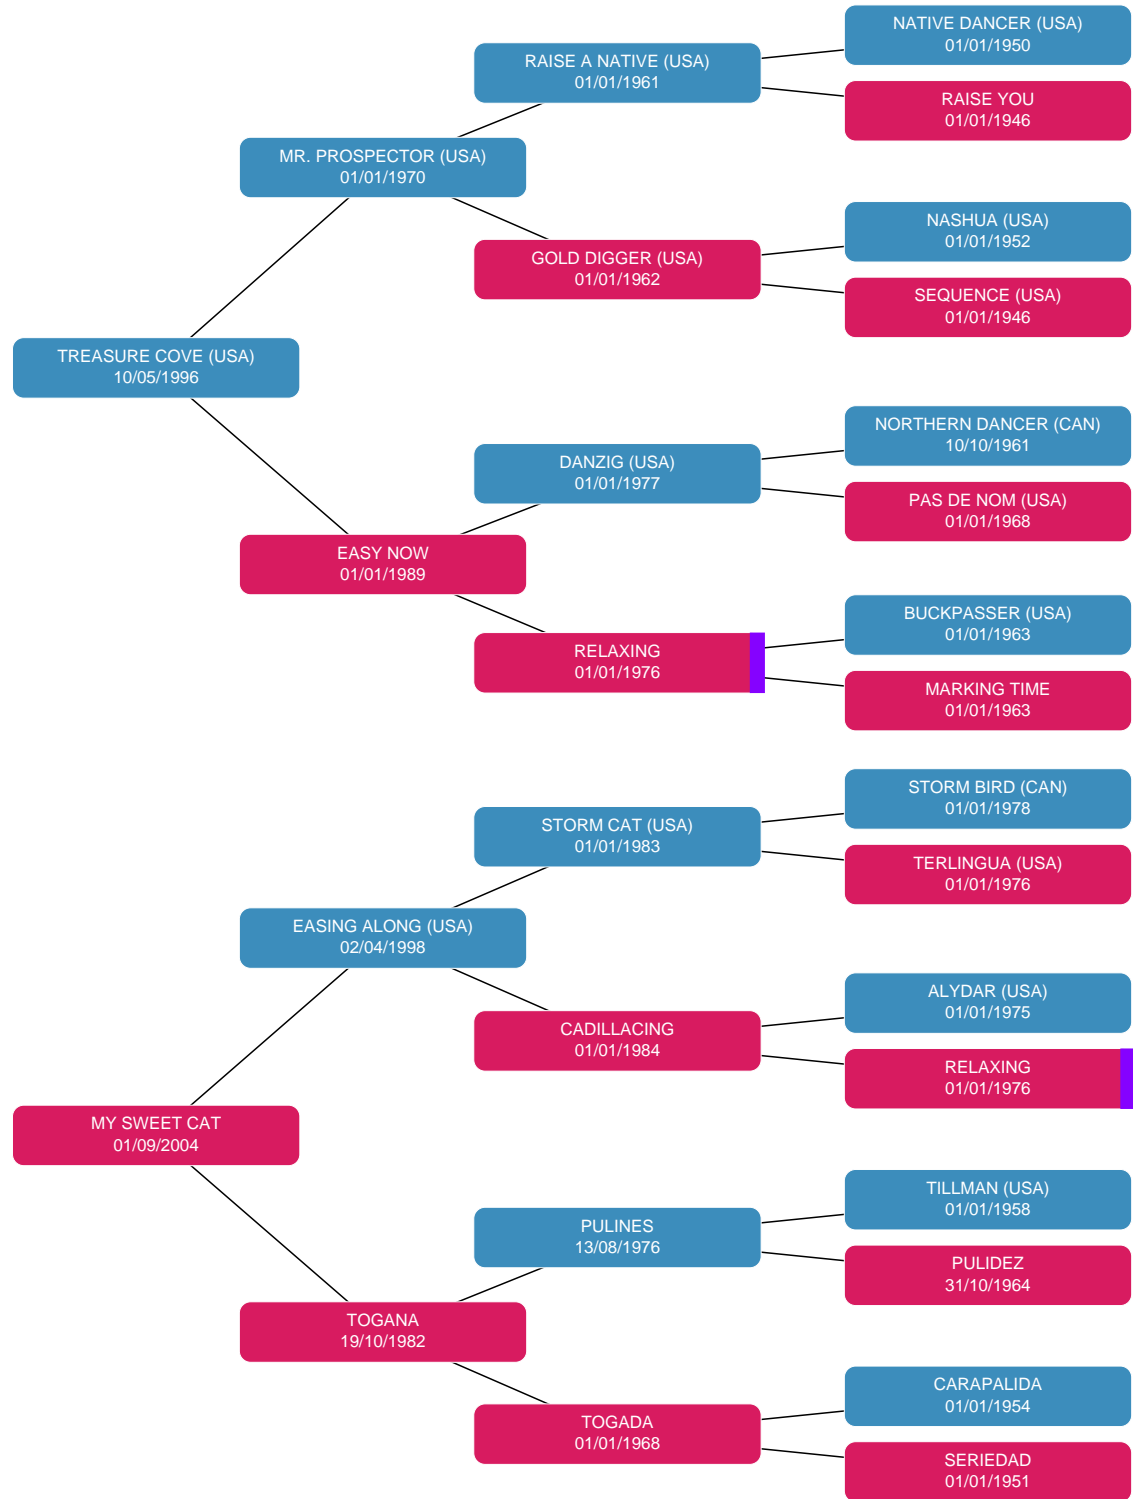 NATIVE DANCER (USA)
01/01/1950
RAISE A NATIVE (USA)
01/01/1961
RAISE YOU
01/01/1946
MR. PROSPECTOR (USA)
01/01/1970
NASHUA (USA)
01/01/1952
GOLD DIGGER (USA)
01/01/1962
SEQUENCE (USA)
01/01/1946
TREASURE COVE (USA)
10/05/1996
NORTHERN DANCER (CAN)
10/10/1961
DANZIG (USA)
01/01/1977
PAS DE NOM (USA)
01/01/1968
EASY NOW
01/01/1989
BUCKPASSER (USA)
01/01/1963
RELAXING
01/01/1976
MARKING TIME
01/01/1963
STORM BIRD (CAN)
01/01/1978
STORM CAT (USA)
01/01/1983
TERLINGUA (USA)
01/01/1976
EASING ALONG (USA)
02/04/1998
ALYDAR (USA)
01/01/1975
CADILLACING
01/01/1984
RELAXING
01/01/1976
MY SWEET CAT
01/09/2004
TILLMAN (USA)
01/01/1958
PULINES
13/08/1976
PULIDEZ
31/10/1964
TOGANA
19/10/1982
CARAPALIDA
01/01/1954
TOGADA
01/01/1968
SERIEDAD
01/01/1951